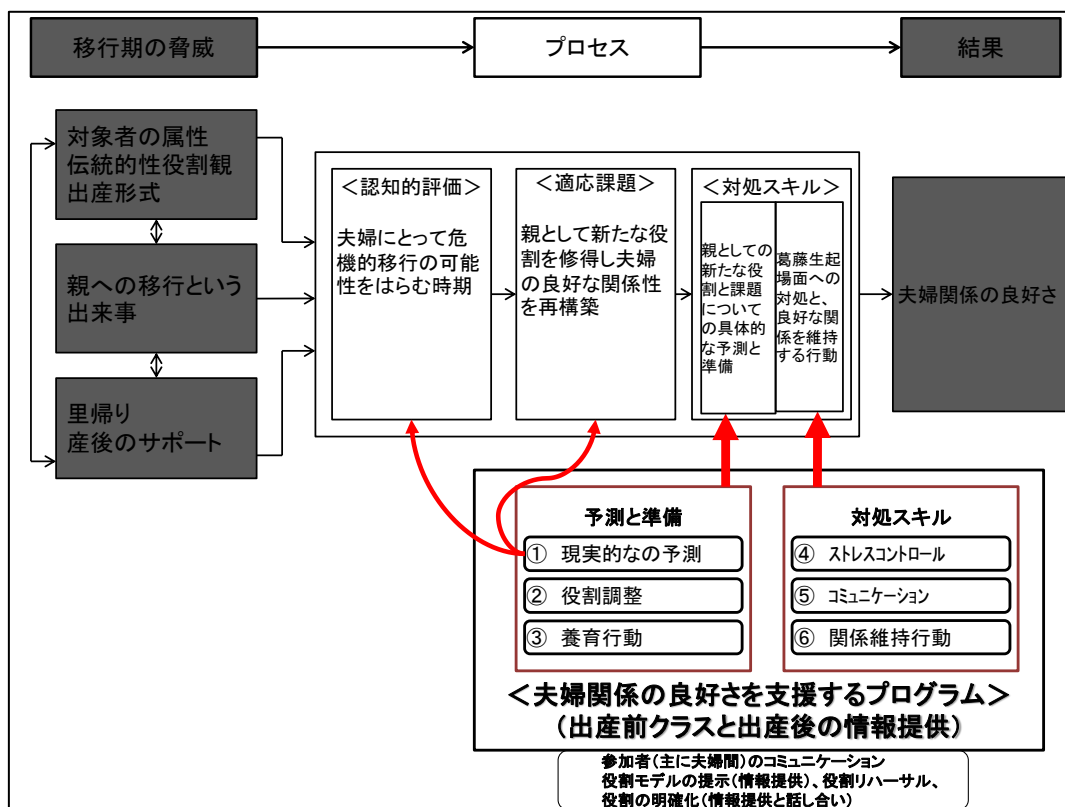 移行期の脅威
プロセス
結果
対象者の属性
伝統的性役割観
出産形式
親への移行という
出来事
里帰り
産後のサポート
＜認知的評価＞
夫婦にとって危
機的移行の可能
性をはらむ時期
＜適応課題＞
親として新たな役
割を修得し夫婦
の良好な関係性
を再構築
＜対処スキル＞
親としての
新たな役
割と課題
について
の具体的
な予測と
準備
葛藤生起
場面への
対処と、
良好な関
係を維持
する行動
夫婦関係の良好さ
予測と準備
① 現実的なの予測
② 役割調整
③ 養育行動
対処スキル
④ ストレスコントロール
⑤ コミュニケーション
⑥ 関係維持行動
＜夫婦関係の良好さを支援するプログラム＞
（出産前クラスと出産後の情報提供）
参加者（主に夫婦間）のコミュニケーション
役割モデルの提示（情報提供）、役割リハーサル、
役割の明確化（情報提供と話し合い）